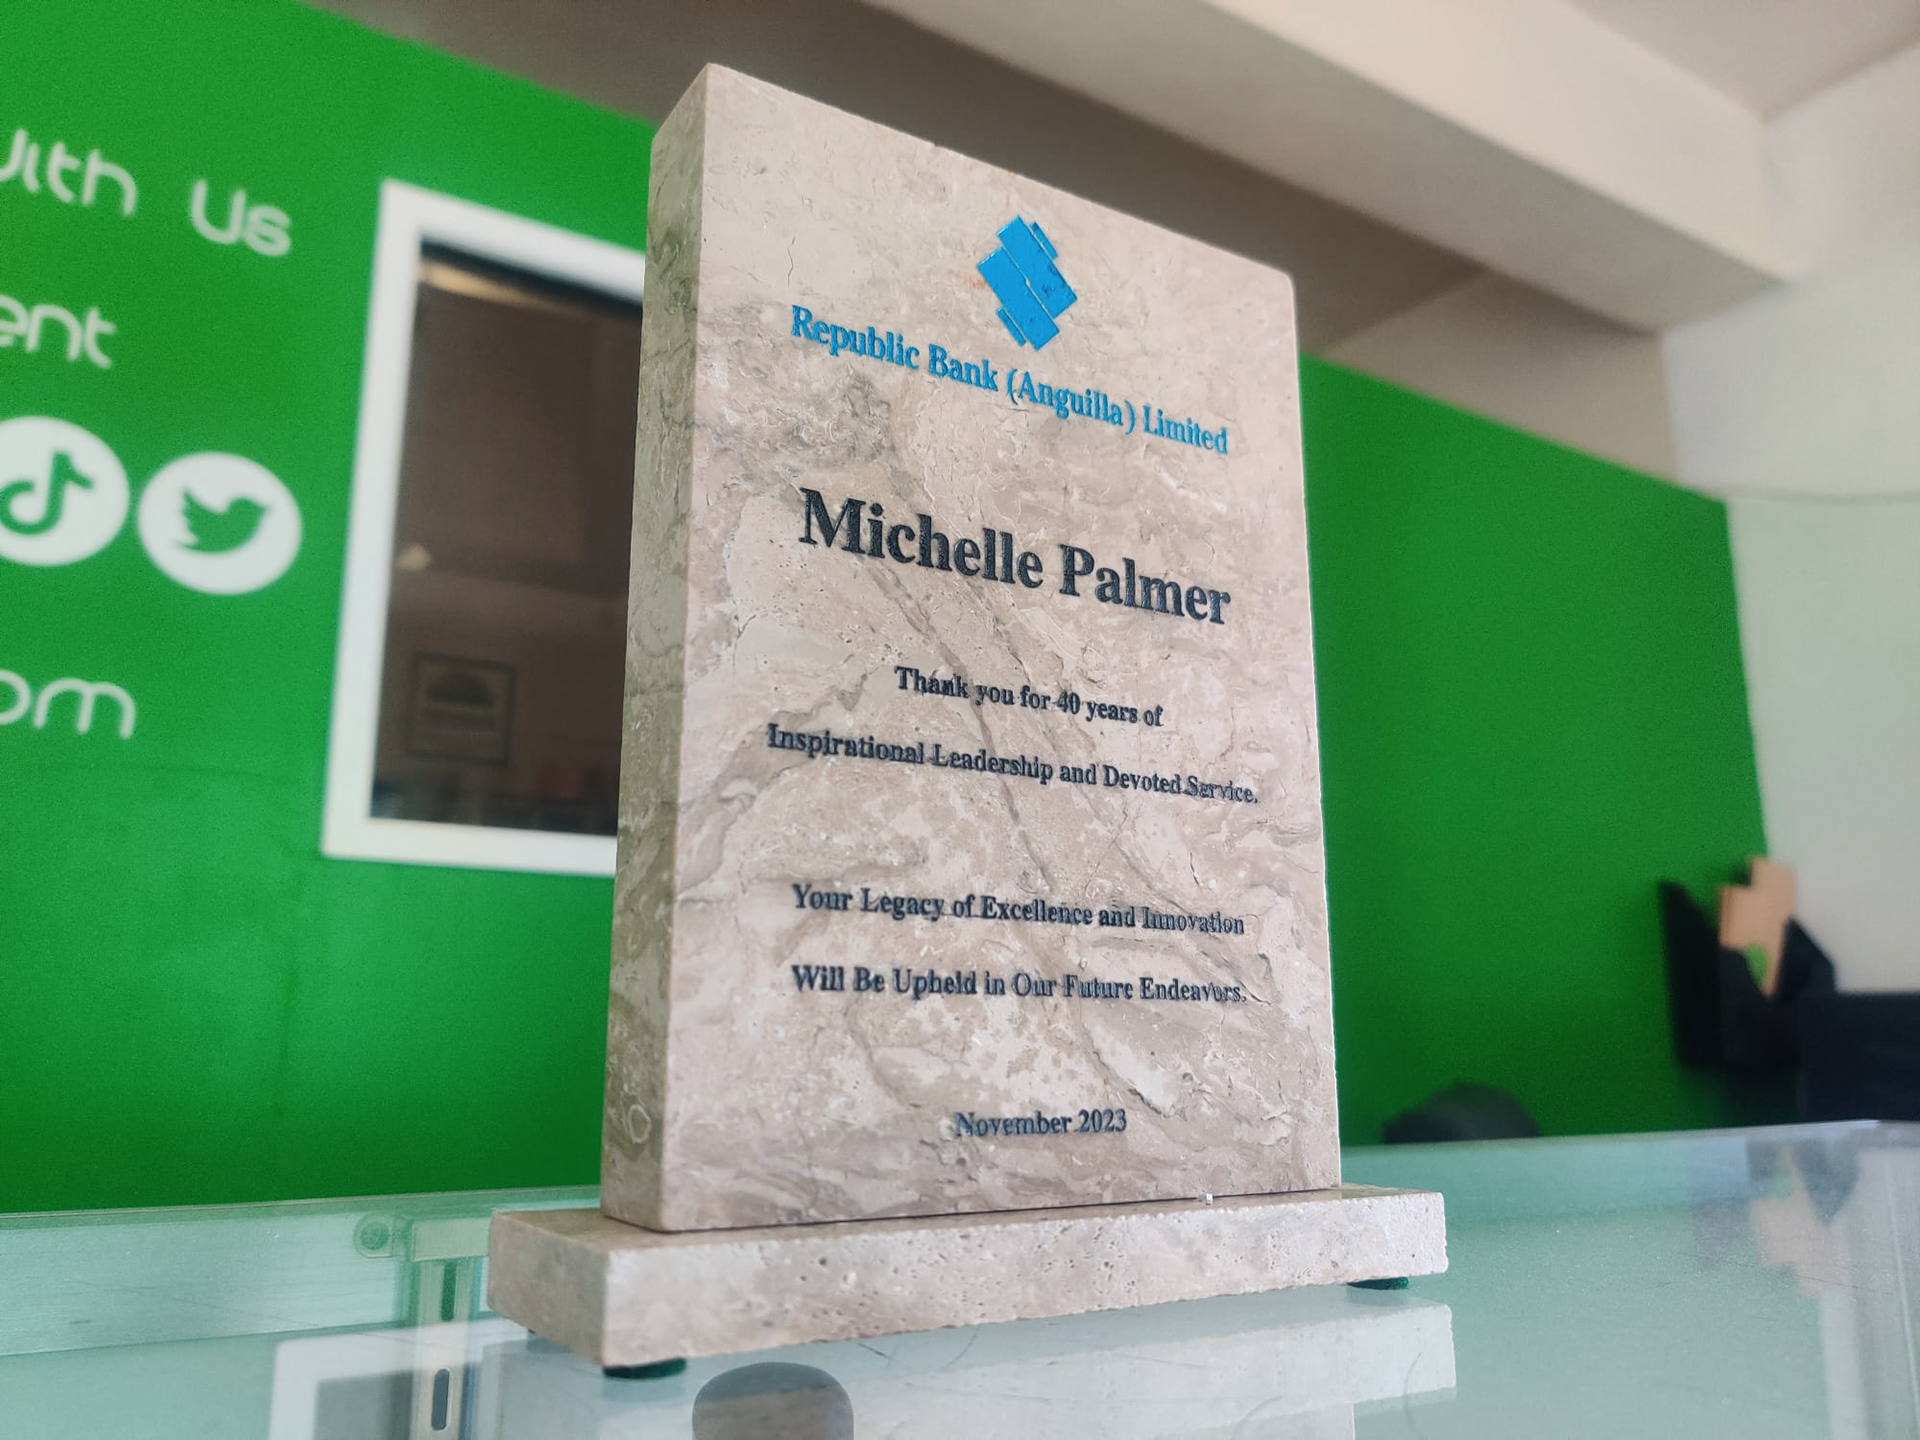 with Us
ent
om
Republic Bank (Anguilla) Limited
Michelle Palmer
Thank you for 40 years of
Inspirational Leadership and Devoted Service.
Your Legacy of Excellence and Innovation
Will Be Upheld in Our Future Endeavors.
November 2023